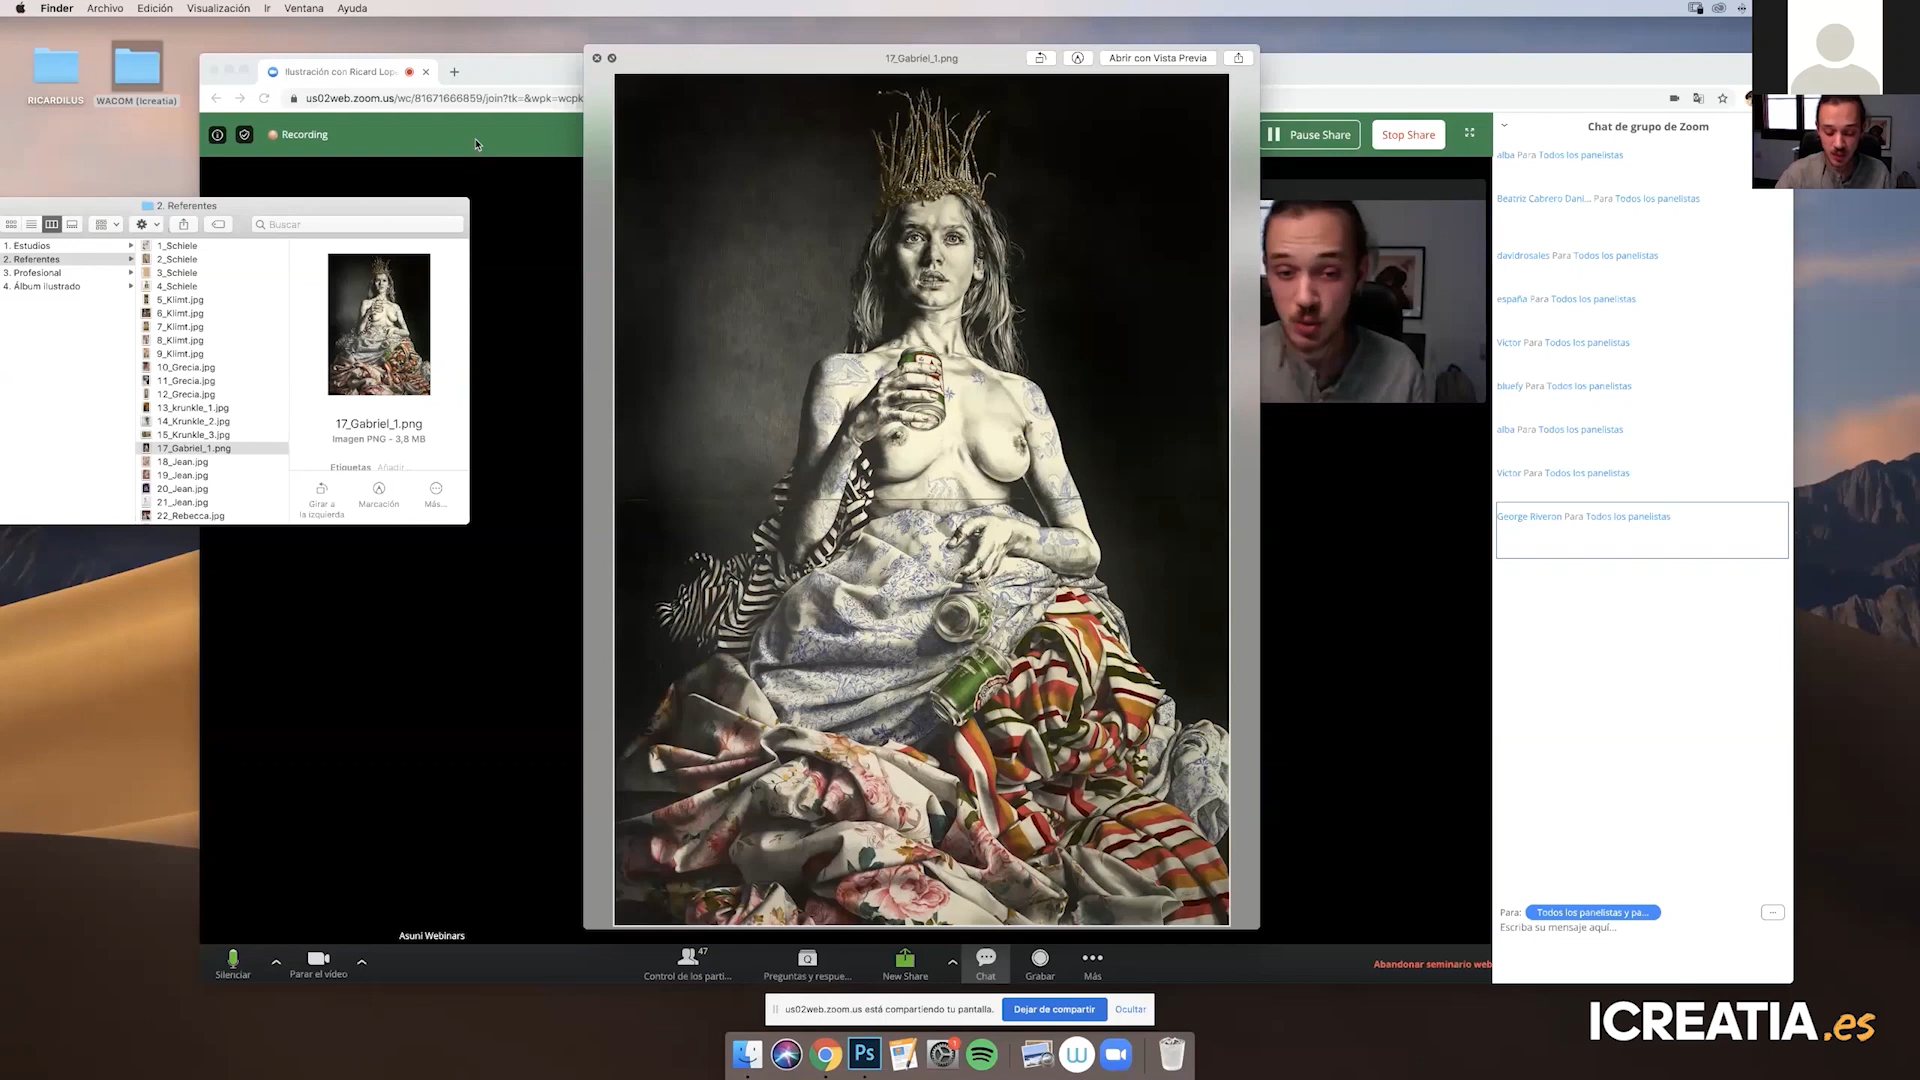 Finder Archivo Edición Visualización Ir Ventana Ayuda
RICARDILUS
WACOM (Icreatia)
Ilustración con Ricard Lope
us02web.zoom.us/wc/81671666859/join?tk=&wpk=wcpk
Recording
17_Gabriel_1.png
Abrir con Vista Previa
Pause Share
Stop Share
2. Referentes
Buscar
1. Estudios
2. Referentes
3. Profesional
4. Álbum ilustrado
1_Schiele
2_Schiele
3_Schiele
4_Schiele
5_Klimt.jpg
6_Klimt.jpg
7_Klimt.jpg
8_Klimt.jpg
9_Klimt.jpg
10_Grecia.jpg
11_Grecia.jpg
12_Grecia.jpg
13_krunkle_1.jpg
14_Krunkle_2.jpg
15_Krunkle_3.jpg
17_Gabriel_1.png
18_Jean.jpg
19_Jean.jpg
20_Jean.jpg
21_Jean.jpg
22_Rebecca.jpg
17_Gabriel_1.png
Imagen PNG - 3,8 MB
Etiquetas Añadir...
Girar a
la izquierda
Marcación
Más...
Chat de grupo de Zoom
alba Para Todos los panelistas
Beatriz Cabrero Dani... Para Todos los panelistas
davidrosales Para Todos los panelistas
españa Para Todos los panelistas
Victor Para Todos los panelistas
bluefy Para Todos los panelistas
alba Para Todos los panelistas
Victor Para Todos los panelistas
George Riveron Para Todos los panelistas
Para: Todos los panelistas y pa...
Escriba su mensaje aquí...
Asuni Webinars
Silenciar
Parar el vídeo
47
Control de los parti...
Preguntas y respue...
New Share
Chat
Grabar
Más
Abandonar seminario web
us02web.zoom.us está compartiendo tu pantalla.
Dejar de compartir
Ocultar
Ps
1
ICREATIA.es